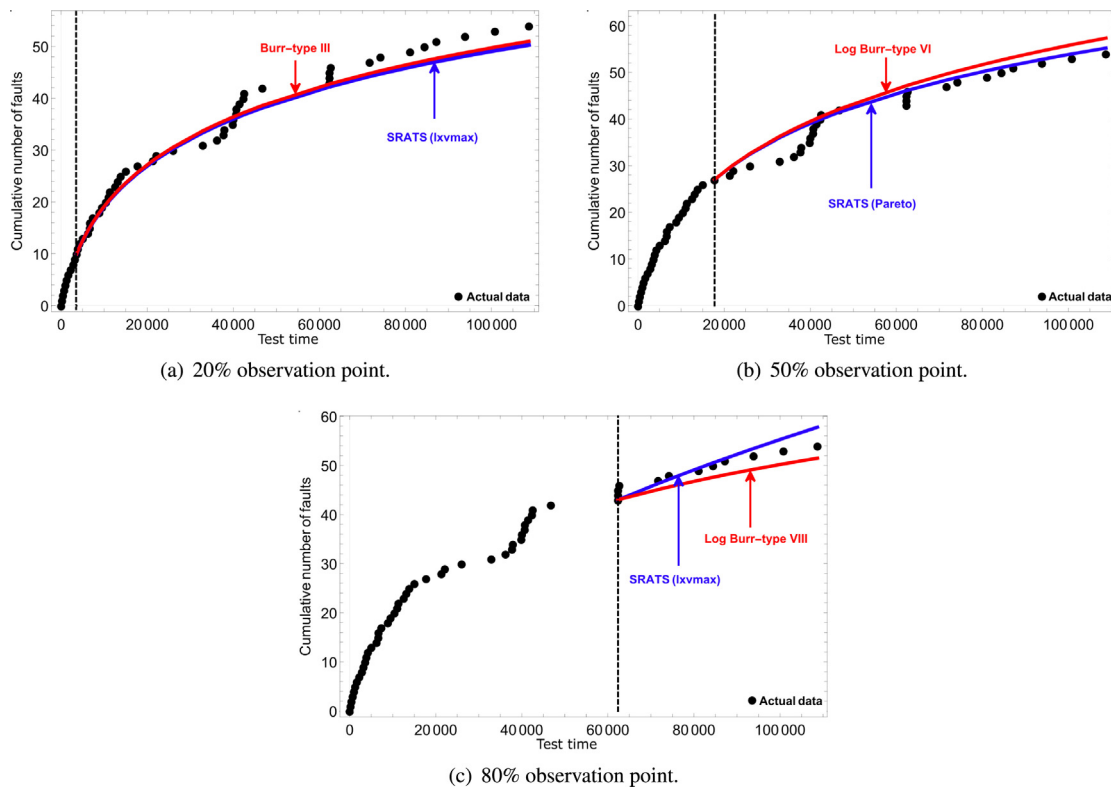 Cumulative number of faults
50
40
30
20
10
0
Burr-type III
SRATS (lxvmax)
Actual data
0 20 000 40 000 60 000 80 000 100 000
Test time
(a) 20% observation point.
Cumulative number of faults
60
50
40
30
20
10
0
Log Burr-type VI
SRATS (Pareto)
Actual data
0 20 000 40 000 60 000 80 000 100 000
Test time
(b) 50% observation point.
Cumulative number of faults
60
50
40
30
20
10
0
Log Burr-type VIII
SRATS (lxvmax)
Actual data
0 20 000 40 000 60 000 80 000 100 000
Test time
(c) 80% observation point.